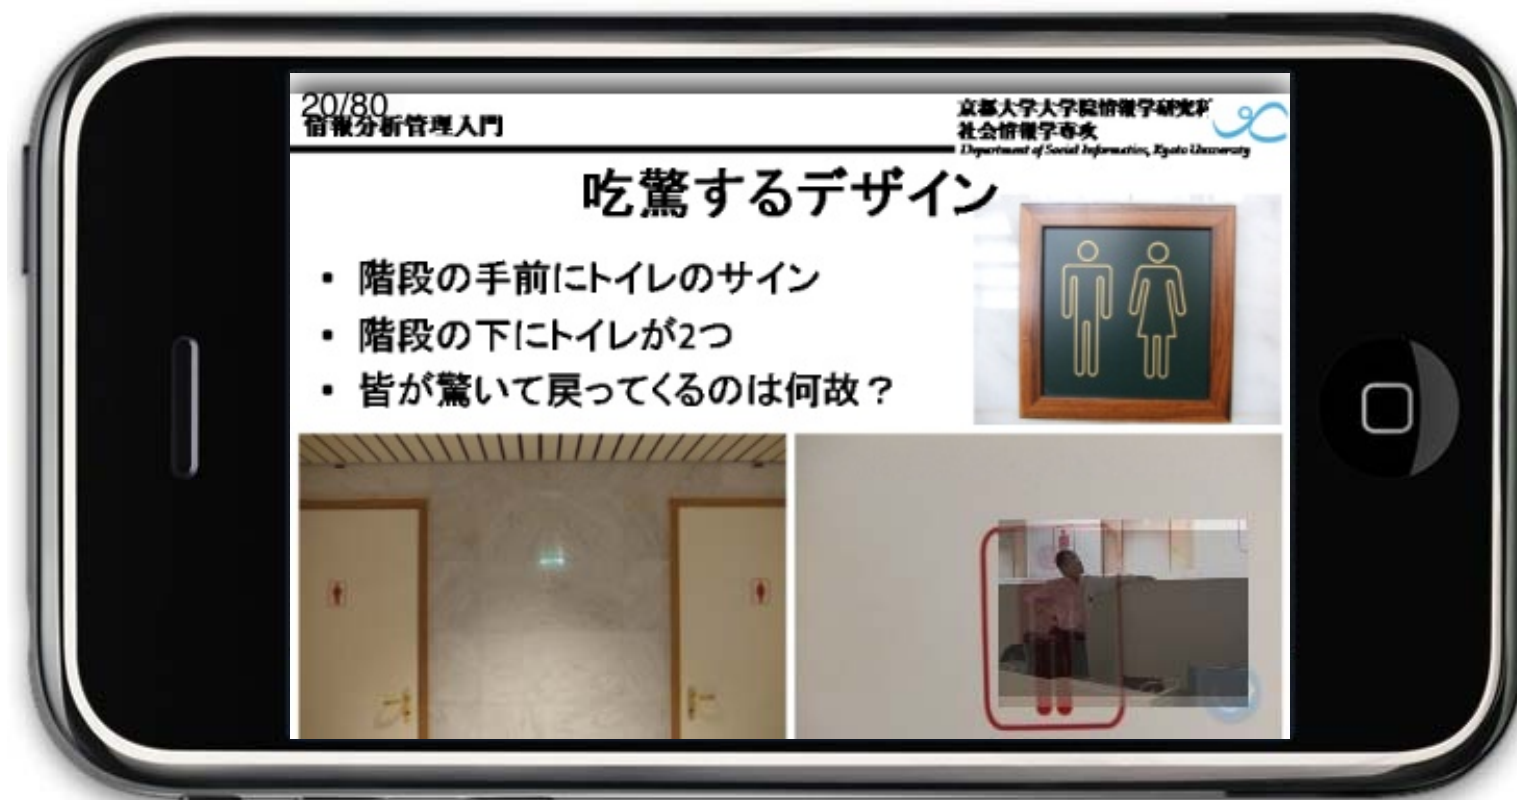 20/80
情報分析管理入門
京都大学大学院情報学研究科
社会情報学専攻
Department of Social Informatics, Kyoto University
吃驚するデザイン
• 階段の手前にトイレのサイン
• 階段の下にトイレが2つ
• 皆が驚いて戻ってくるのは何故？